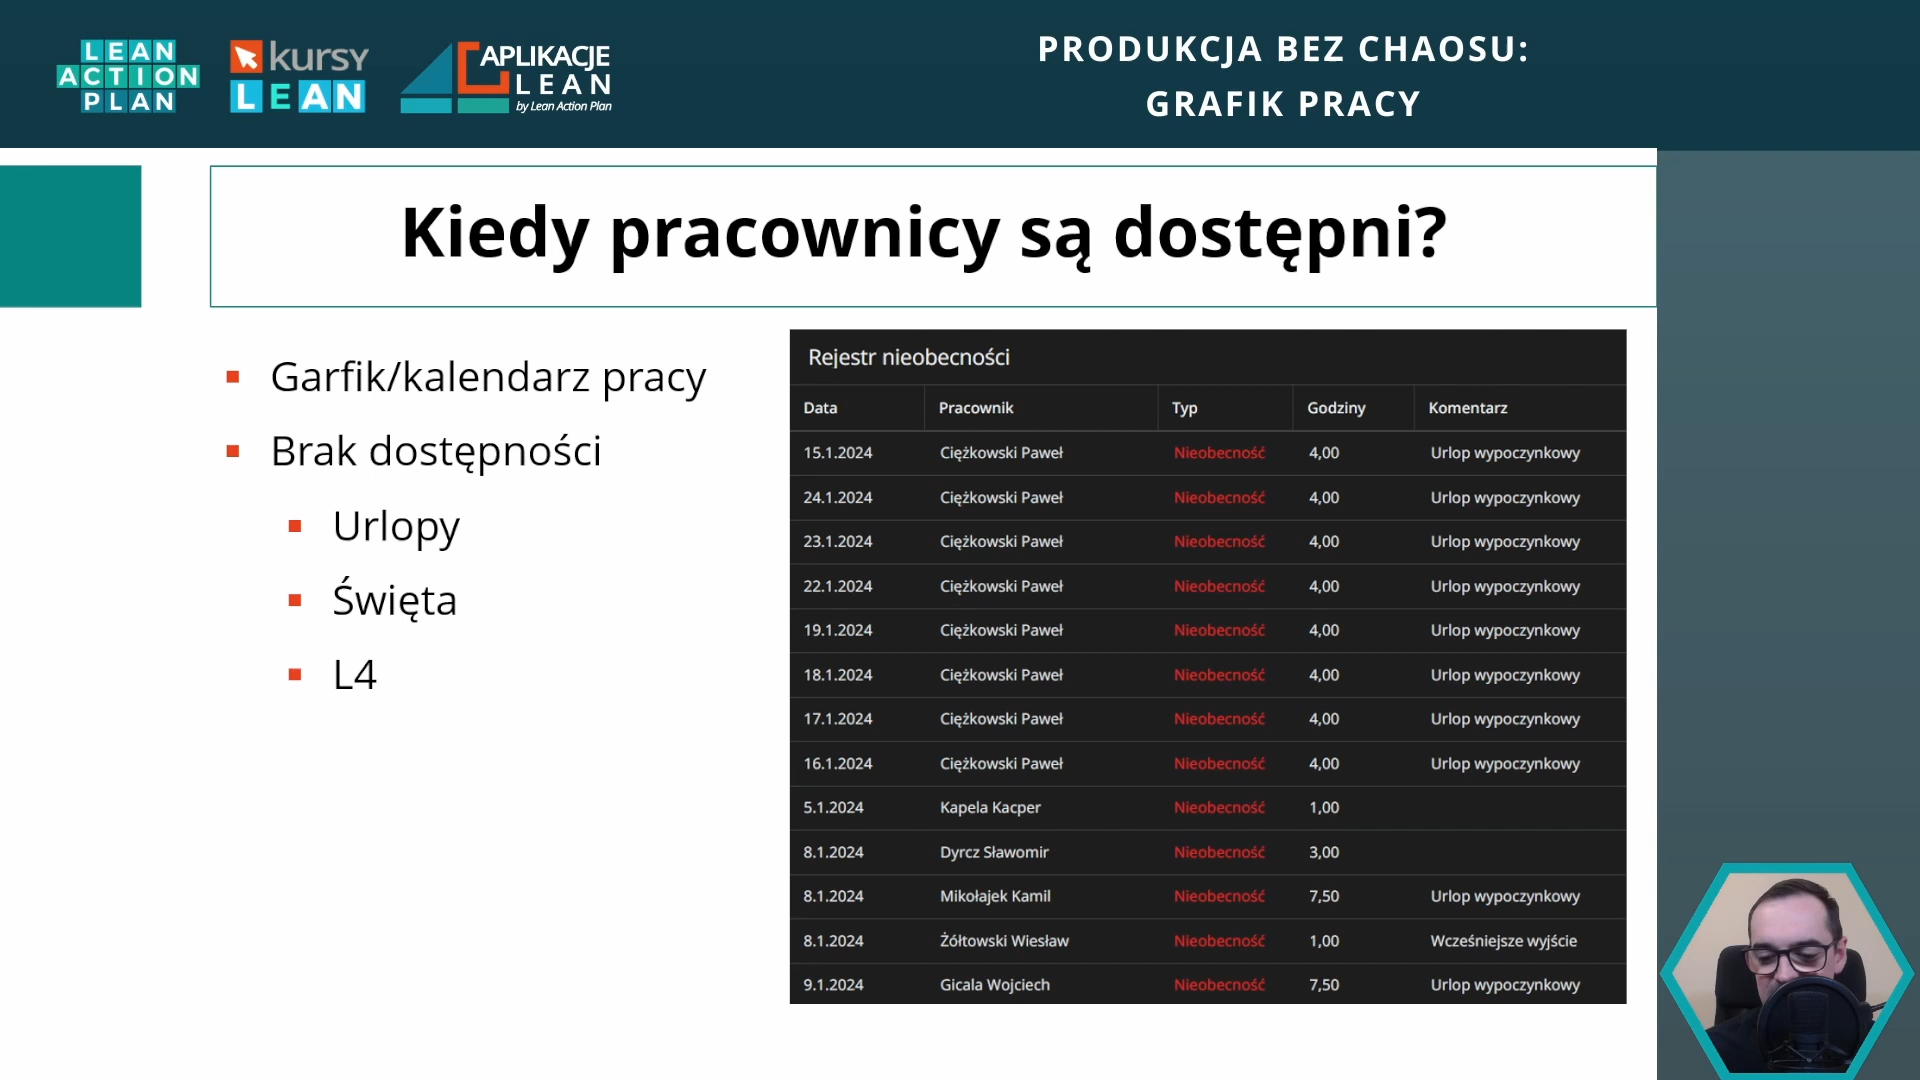 LEAN
ACTION
PLAN
kursy
LEAN
APLIKACJE
LEAN
by Lean Action Plan
PRODUKCJA BEZ CHAOSU:
GRAFIK PRACY
Kiedy pracownicy są dostępni?
Garfik/kalendarz pracy
Brak dostępności
Urlopy
Święta
L4
Rejestr nieobecności
Data Pracownik Typ Godziny Komentarz
15.1.2024 Ciężkowski Paweł Nieobecność 4,00 Urlop wypoczynkowy
24.1.2024 Ciężkowski Paweł Nieobecność 4,00 Urlop wypoczynkowy
23.1.2024 Ciężkowski Paweł Nieobecność 4,00 Urlop wypoczynkowy
22.1.2024 Ciężkowski Paweł Nieobecność 4,00 Urlop wypoczynkowy
19.1.2024 Ciężkowski Paweł Nieobecność 4,00 Urlop wypoczynkowy
18.1.2024 Ciężkowski Paweł Nieobecność 4,00 Urlop wypoczynkowy
17.1.2024 Ciężkowski Paweł Nieobecność 4,00 Urlop wypoczynkowy
16.1.2024 Ciężkowski Paweł Nieobecność 4,00 Urlop wypoczynkowy
5.1.2024 Kapela Kacper Nieobecność 1,00
8.1.2024 Dyrcz Sławomir Nieobecność 3,00
8.1.2024 Mikołajek Kamil Nieobecność 7,50 Urlop wypoczynkowy
8.1.2024 Żółtowski Wiesław Nieobecność 1,00 Wcześniejsze wyjście
9.1.2024 Gicala Wojciech Nieobecność 7,50 Urlop wypoczynkowy